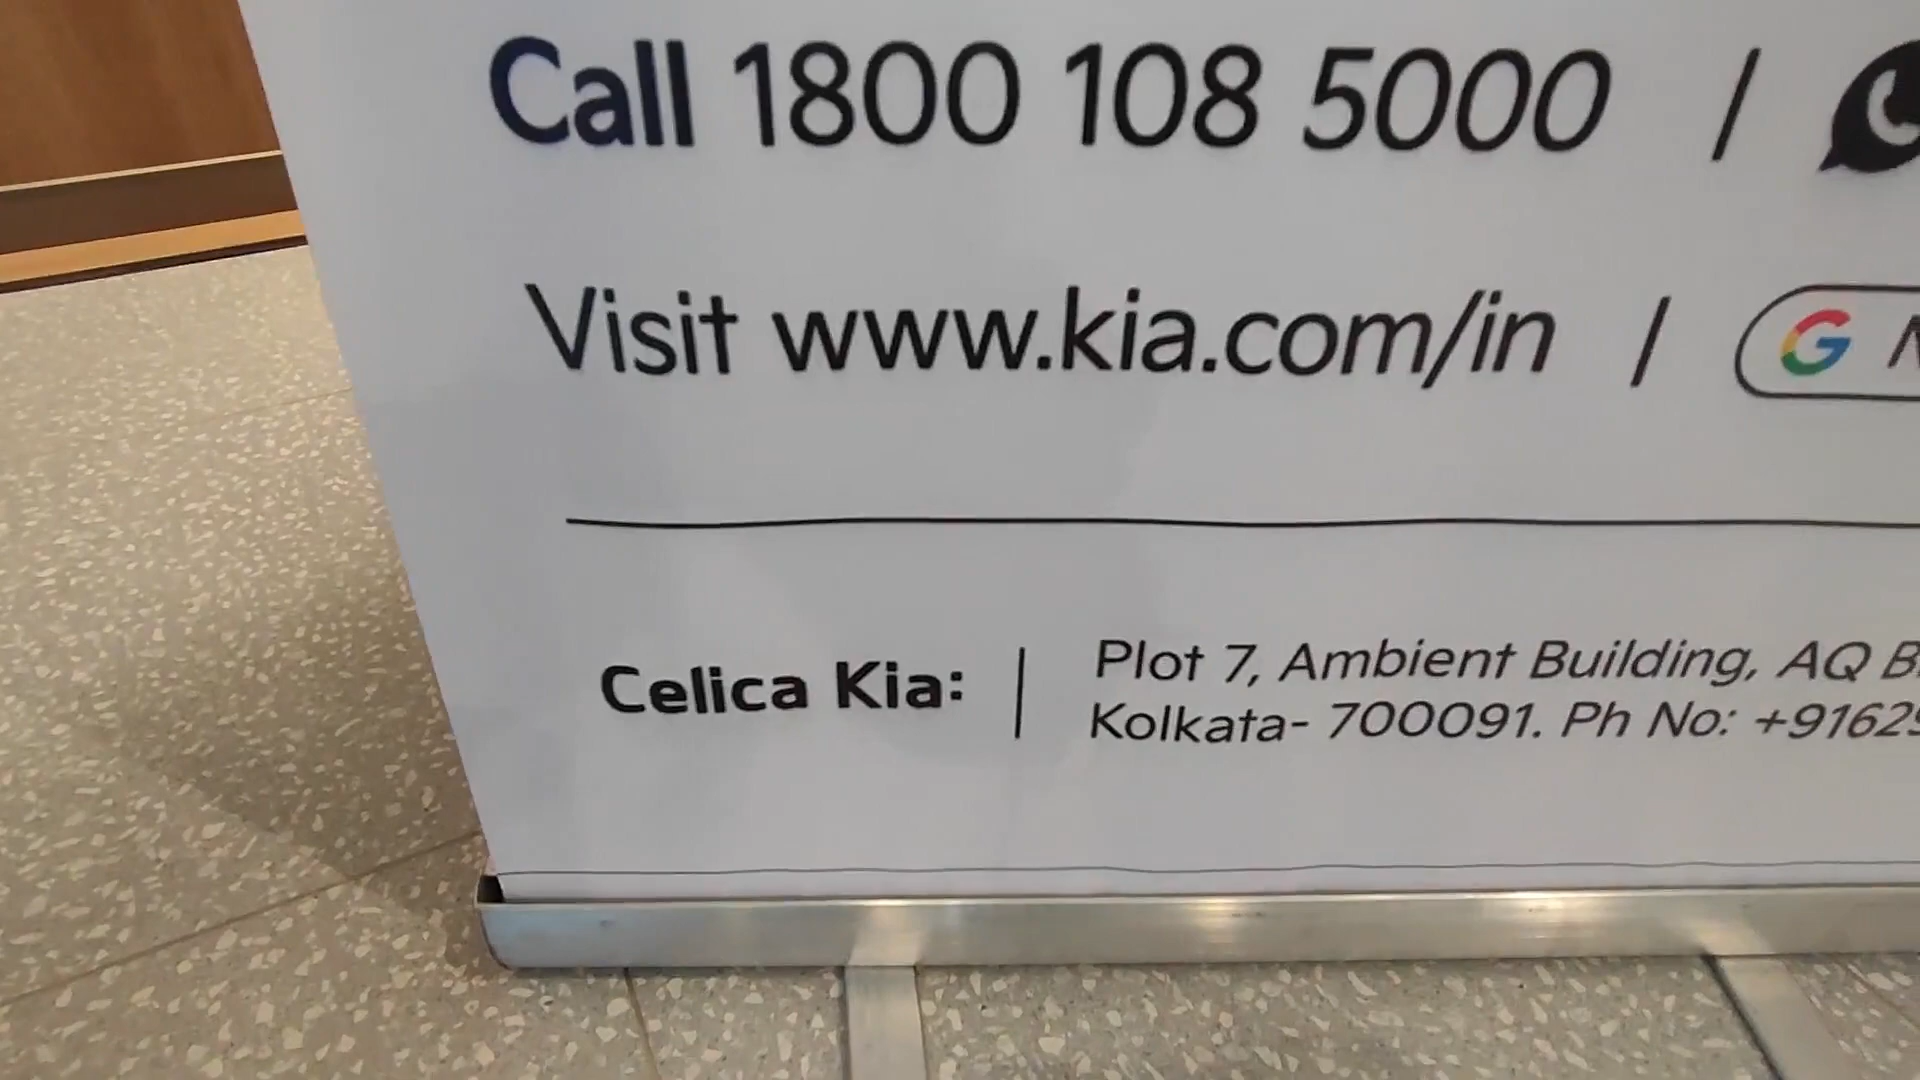 Call 1800 108 5000 /
Visit www.kia.com/in / G
Celica Kia: | Plot 7, Ambient Building, AQ
Kolkata- 700091. Ph No: